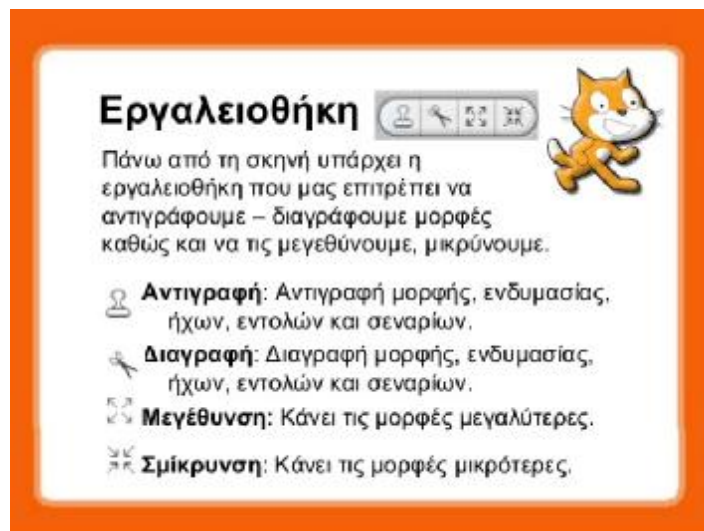 Εργαλειοθήκη
Πάνω από τη σκηνή υπάρχει η
εργαλειοθήκη που μας επιτρέπει να
αντιγράφουμε – διαγράφουμε μορφές
καθώς και να τις μεγεθύνουμε, μικρύνουμε.
Αντιγραφή: Αντιγραφή μορφής, ενδυμασίας,
ήχων, εντολών και σεναρίων.
Διαγραφή: Διαγραφή μορφής, ενδυμασίας,
ήχων, εντολών και σεναρίων.
Μεγέθυνση: Κάνει τις μορφές μεγαλύτερες.
Σμίκρυνση: Κάνει τις μορφές μικρότερες.